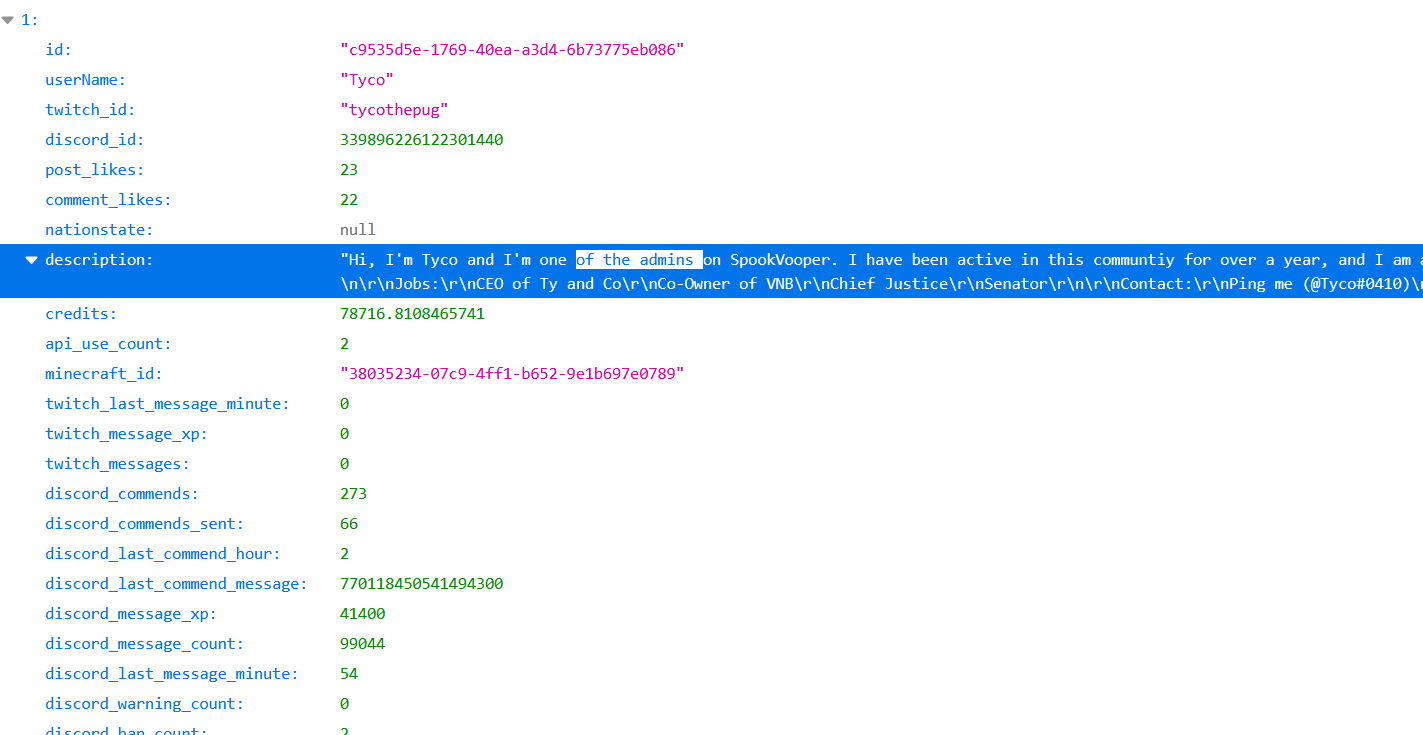 1:
id: "c9535d5e-1769-40ea-a3d4-6b73775eb086"
userName: "Tyco"
twitch_id: "tycothepug"
discord_id: 339896226122301440
post_likes: 23
comment_likes: 22
nationstate: null
description: "Hi, I'm Tyco and I'm one of the admins on SpookVooper. I have been active in this communtiy for over a year, and I am a
\n\r\nJobs:\r\nCEO of Ty and Co\r\nCo-Owner of VNB\r\nChief Justice\r\nSenator\r\n\r\nContact:\r\nPing me (@Tyco#0410)\r
credits: 78716.8108465741
api_use_count: 2
minecraft_id: "38035234-07c9-4ff1-b652-9e1b697e0789"
twitch_last_message_minute: 0
twitch_message_xp: 0
twitch_messages: 0
discord_commends: 273
discord_commends_sent: 66
discord_last_commend_hour: 2
discord_last_commend_message: 770118450541494300
discord_message_xp: 41400
discord_message_count: 99044
discord_last_message_minute: 54
discord_warning_count: 0
discord_ban_count: 2